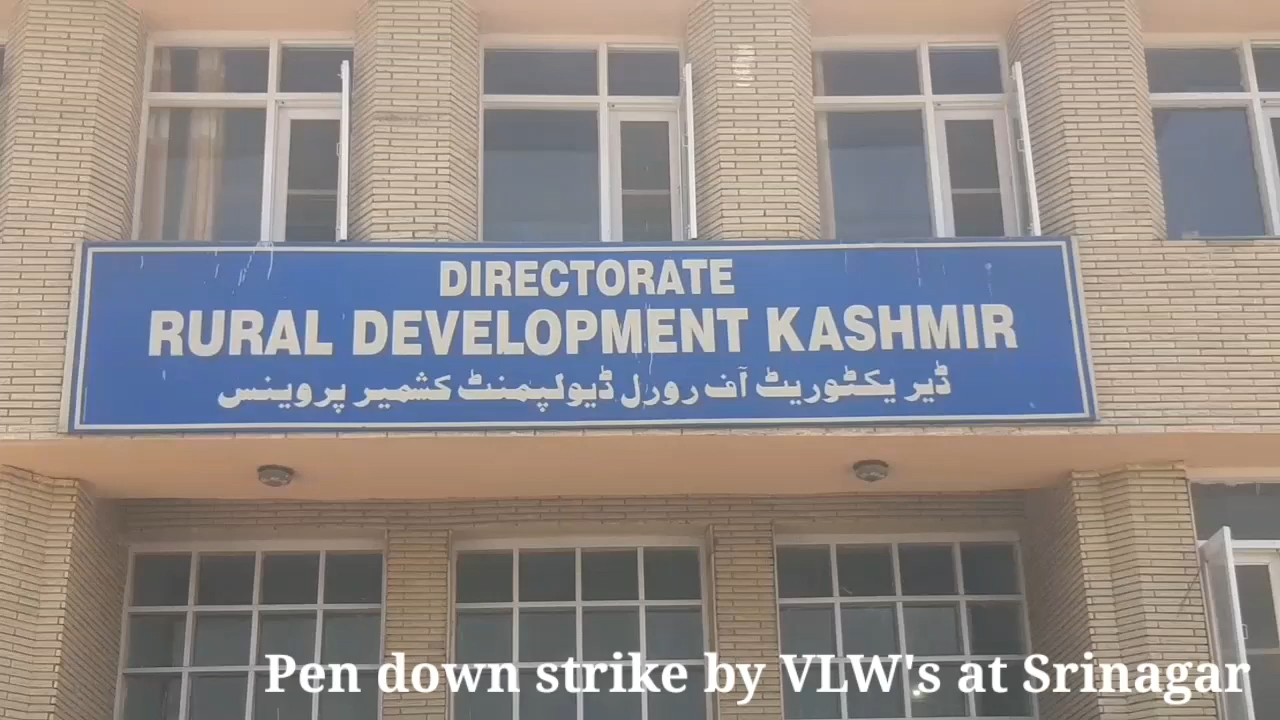 DIRECTORATE
RURAL DEVELOPMENT KASHMIR
ڈیریکٹوریٹ آف رورل ڈیولپمنٹ کشمیر پروینس
Pen down strike by VLW's at Srinagar